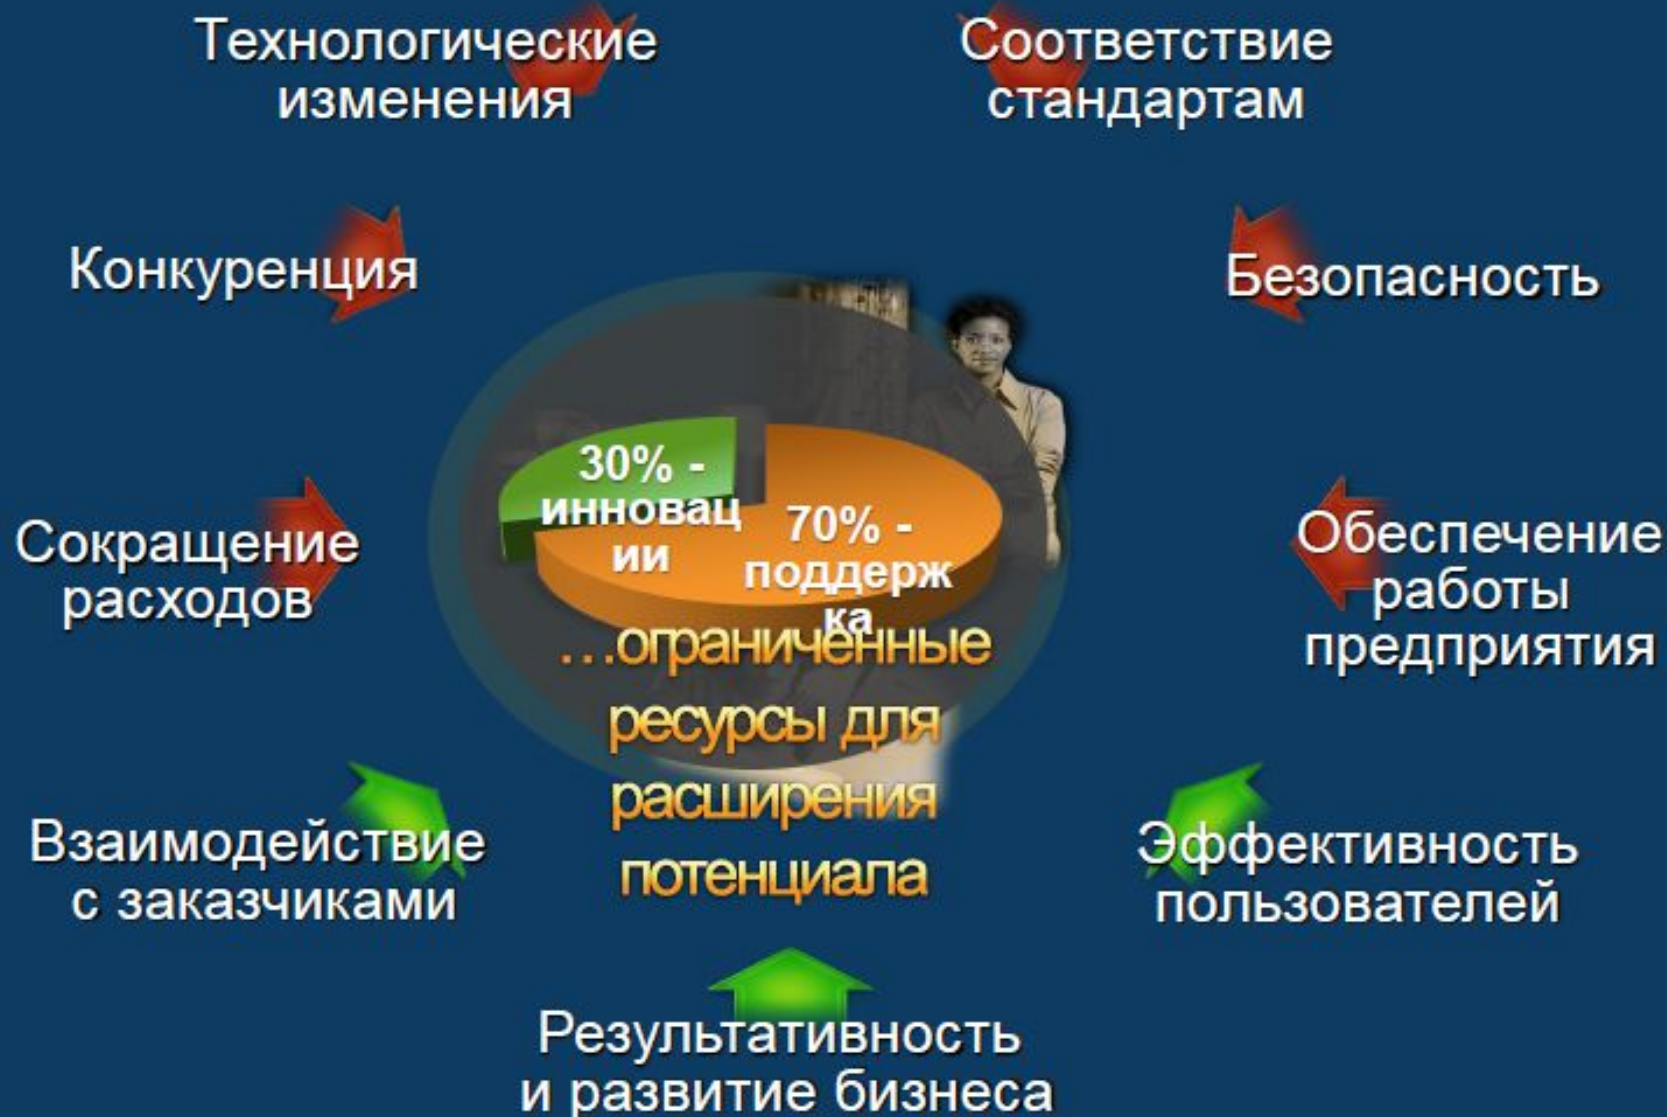 Технологические
изменения
Соответствие
стандартам
Конкуренция
Безопасность
30% -
инновац
ии
70% -
поддерж
ка
Сокращение
расходов
Обеспечение
работы
предприятия
…ограниченные
ресурсы для
расширения
потенциала
Взаимодействие
с заказчиками
Эффективность
пользователей
Результативность
и развитие бизнеса